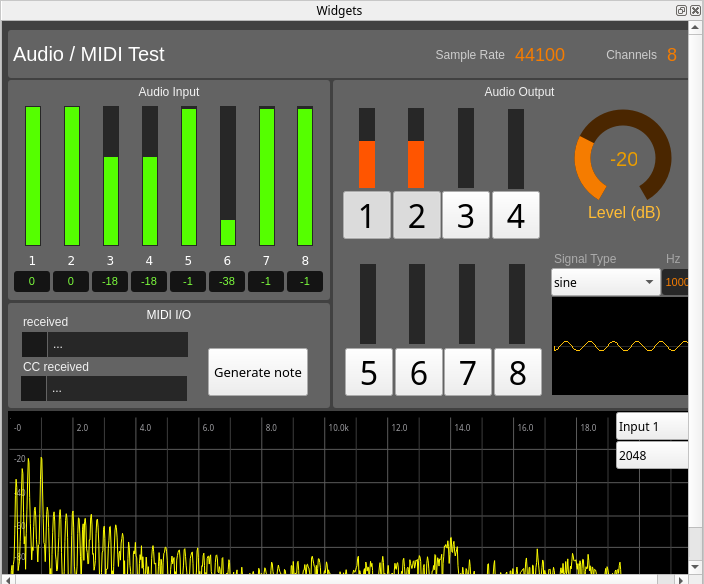 Widgets
Audio / MIDI Test
Sample Rate 44100 Channels 8
Audio Input
1 2 3 4 5 6 7 8
0 0 -18 -18 -1 -38 -1 -1
MIDI I/O
received
...
CC received
...
Generate note
Audio Output
1 2 3 4
5 6 7 8
-20
Level (dB)
Signal Type Hz
sine 1000
-0 2.0 4.0 6.0 8.0 10.0k 12.0 14.0 16.0 18.0
-20
-40
Input 1
2048